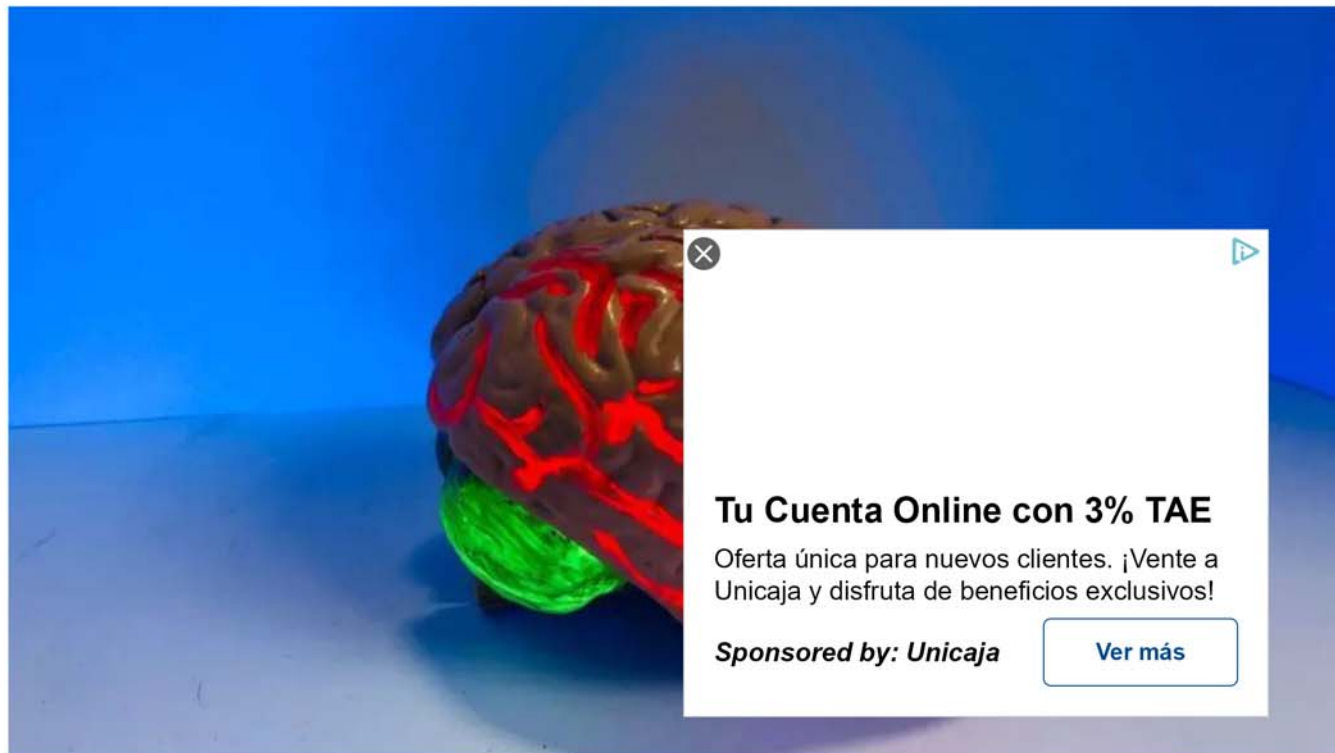 Tu Cuenta Online con 3% TAE
Oferta única para nuevos clientes. ¡Vente a
Unicaja y disfruta de beneficios exclusivos!
Sponsored by: Unicaja
Ver más